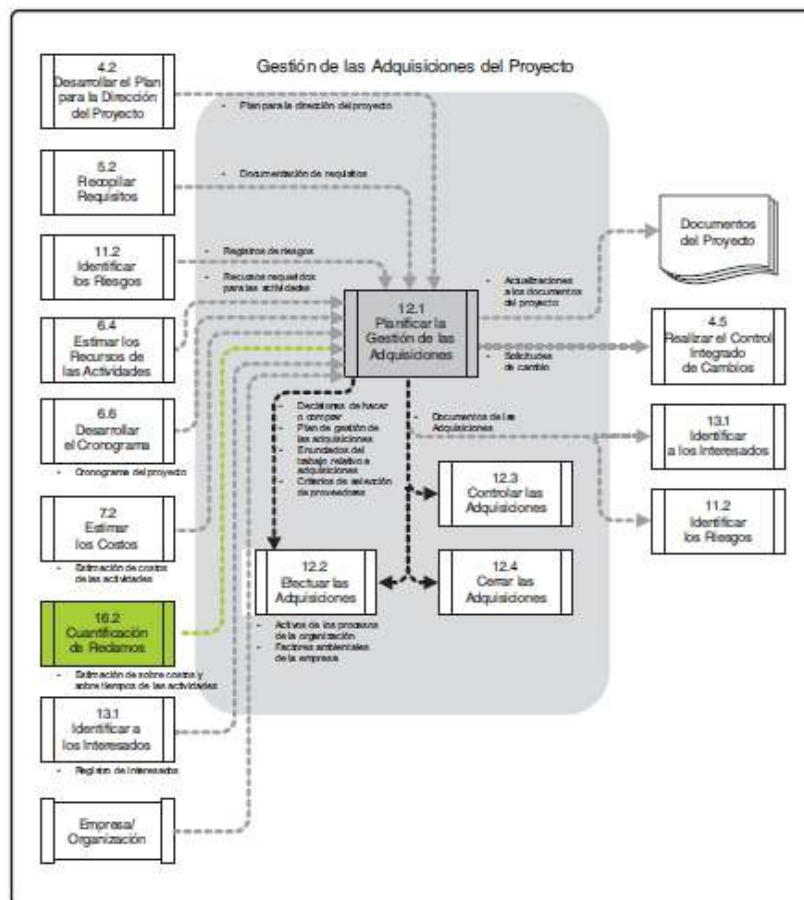 Gestión de las Adquisiciones del Proyecto
4.2
Desarrollar el Plan
para la Dirección
del Proyecto
• Plan para la dirección del proyecto
5.2
Recopilar
Requisitos
• Documentación de requisitos
11.2
Identificar
los Riesgos
• Registros de riesgos
• Recursos requeridos
para las actividades
6.4
Estimar los
Recursos de
las Actividades
6.6
Desarrollar
el Cronograma
• Cronograma del proyecto
7.2
Estimar
los Costos
• Estimación de costos
de las actividades
16.2
Cuantificación
de Reclamos
• Estimación de sobre costos y
sobre tiempos de las actividades
13.1
Identificar a
los Interesados
• Registro de Interesados
Empresa/
Organización
12.1
Planificar la
Gestión de las
Adquisiciones
• Decisiones de hacer
o comprar
• Plan de gestión de
las adquisiciones
• Enunciados del
trabajo relativo a
adquisiciones
• Criterios de selección
de proveedores
12.2
Efectuar las
Adquisiciones
• Activos de los procesos
de la organización
• Factores ambientales
de la empresa
• Actualizaciones
a los documentos
del proyecto
• Solicitudes
de cambio
• Documentos de las
Adquisiciones
12.3
Controlar las
Adquisiciones
12.4
Cerrar las
Adquisiciones
Documentos
del Proyecto
4.5
Realizar el Control
Integrado
de Cambios
13.1
Identificar
a los Interesados
11.2
Identificar
los Riesgos